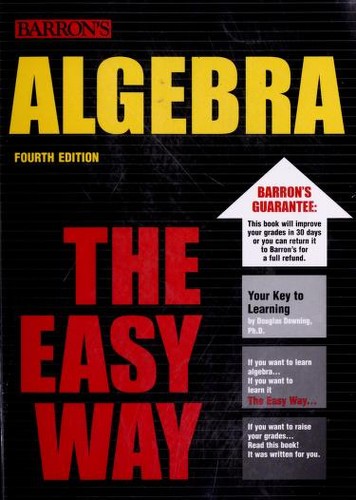 BARRON'S
ALGEBRA
FOURTH EDITION
BARRON'S
GUARANTEE:
This book will improve
your grades in 30 days
or you can return it
to Barron's for
a full refund.
THE
EASY
WAY
Your Key to
Learning
by Douglas Downing,
Ph.D.
If you want to learn
algebra...
If you want to
learn it
The Easy Way...
If you want to raise
your grades...
Read this book!
It was written for you.